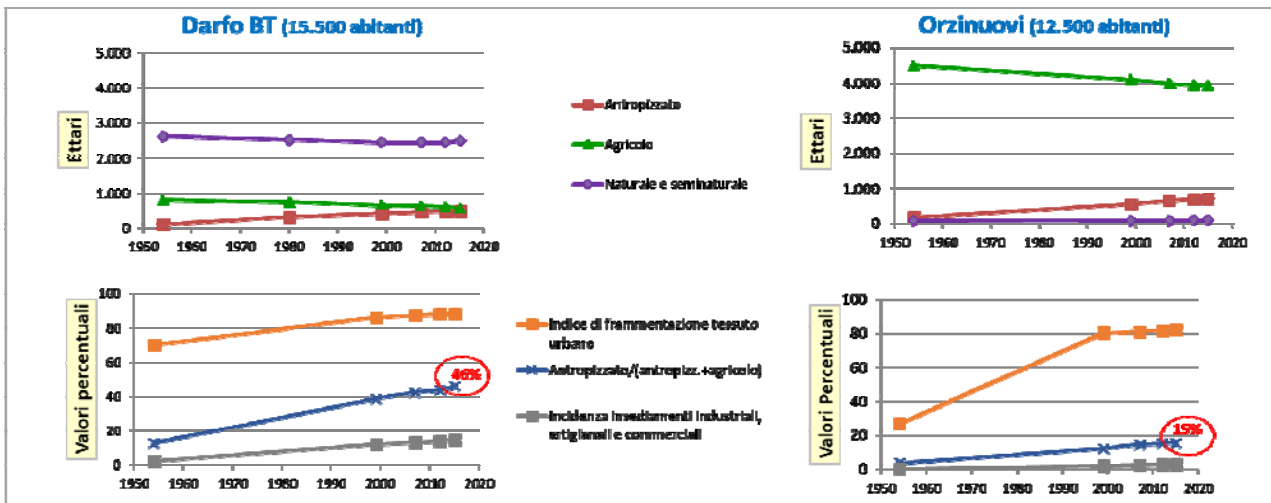 Darfo BT (15.500 abitanti)
5.000
4.000
3.000
2.000
1.000
0
Ettari
1950 1960 1970 1980 1990 2000 2010 2020
Antropizzato
Agricolo
Naturale e seminaturale
Orzinuovi (12.500 abitanti)
5.000
4.000
3.000
2.000
1.000
0
Ettari
1950 1960 1970 1980 1990 2000 2010 2020
100
80
60
40
20
0
Valori percentuali
46%
1950 1960 1970 1980 1990 2000 2010 2020
Indice di frammentazione tessuto
urbano
Antropizzato/(antropizz.+agricolo)
Incidenza insediamenti industriali,
artigianali e commerciali
100
80
60
40
20
0
Valori Percentuali
15%
1950 1960 1970 1980 1990 2000 2010 2020